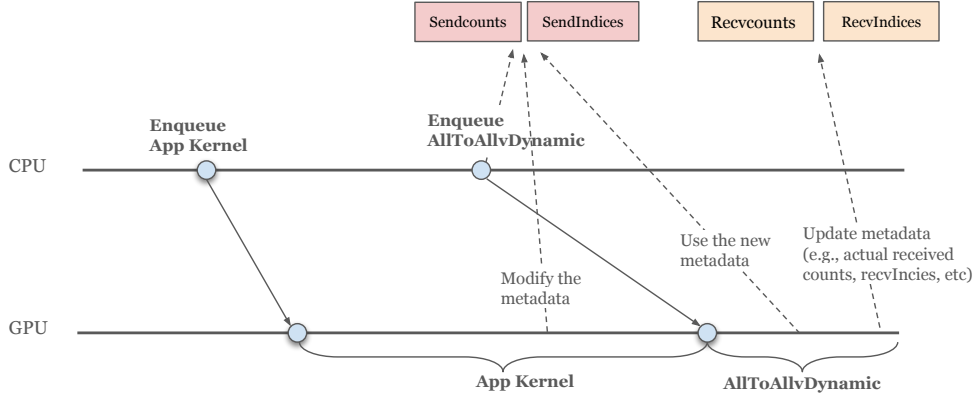 Sendcounts
SendIndices
Recvcounts
RecvIndices
Enqueue
App Kernel
Enqueue
AllToAllvDynamic
CPU
Modify the
metadata
Use the new
metadata
Update metadata
(e.g., actual received
counts, recvIncies, etc)
GPU
App Kernel
AllToAllvDynamic